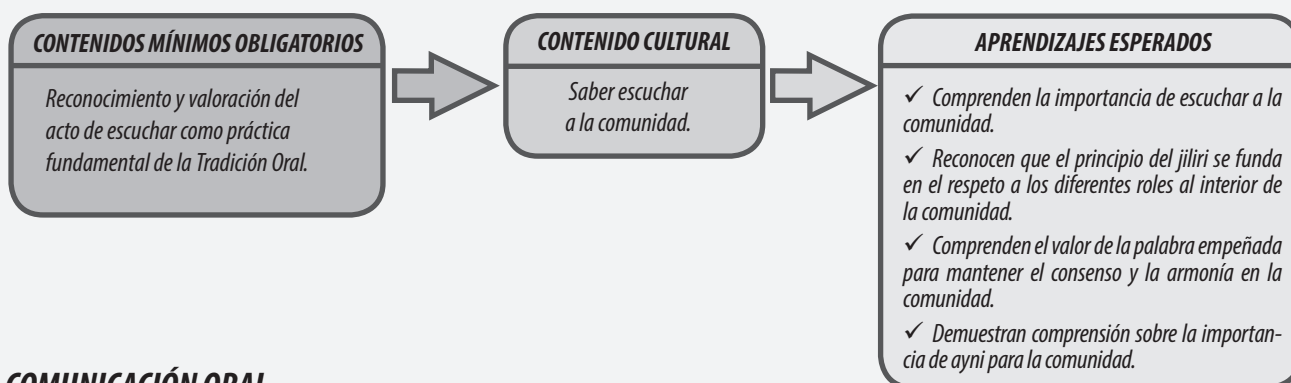 CONTENIDOS MÍNIMOS OBLIGATORIOS
Reconocimiento y valoración del
acto de escuchar como práctica
fundamental de la Tradición Oral.
CONTENIDO CULTURAL
Saber escuchar
a la comunidad.
APRENDIZAJES ESPERADOS
✓ Comprenden la importancia de escuchar a la
comunidad.
✓ Reconocen que el principio del jiliri se funda
en el respeto a los diferentes roles al interior de
la comunidad.
✓ Comprenden el valor de la palabra empeñada
para mantener el consenso y la armonía en la
comunidad.
✓ Demuestran comprensión sobre la importan-
cia de ayni para la comunidad.
COMUNICACIÓN ORAL